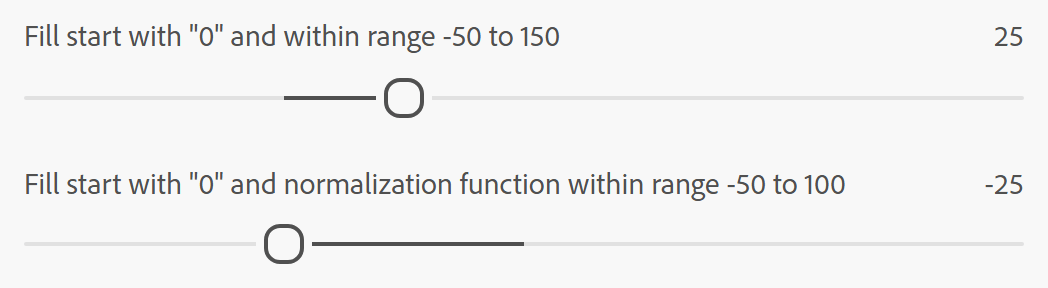 Fill start with "0" and within range -50 to 150 25
Fill start with "0" and normalization function within range -50 to 100 -25